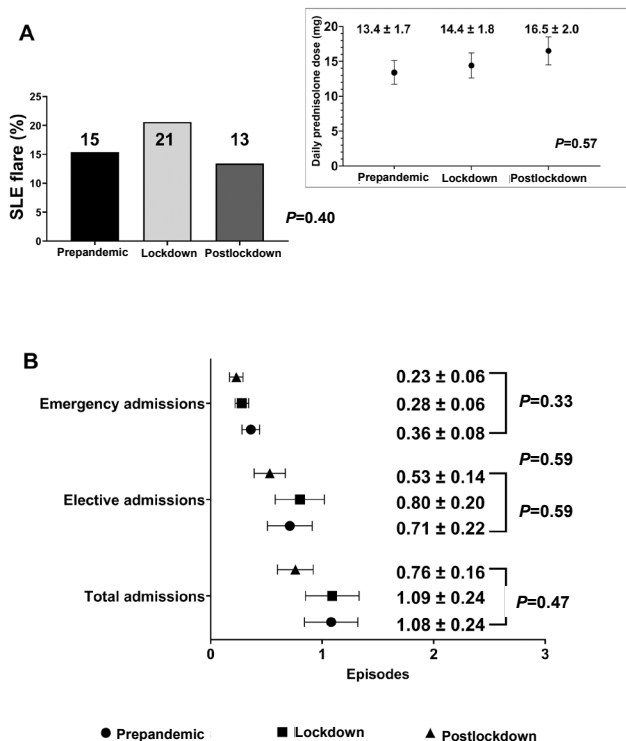 A
SLE flare (%)
25
20
15
10
5
0
15
21
13
Prepandemic
Lockdown
Postlockdown
P=0.40
Daily prednisolone dose (mg)
20
15
10
5
0
13.4 ± 1.7
14.4 ± 1.8
16.5 ± 2.0
P=0.57
Prepandemic
Lockdown
Postlockdown
B
Emergency admissions
0.23 ± 0.06
0.28 ± 0.06
0.36 ± 0.08
P=0.33
P=0.59
Elective admissions
0.53 ± 0.14
0.80 ± 0.20
0.71 ± 0.22
P=0.59
Total admissions
0.76 ± 0.16
1.09 ± 0.24
1.08 ± 0.24
P=0.47
0
1
2
3
Episodes
Prepandemic
Lockdown
Postlockdown